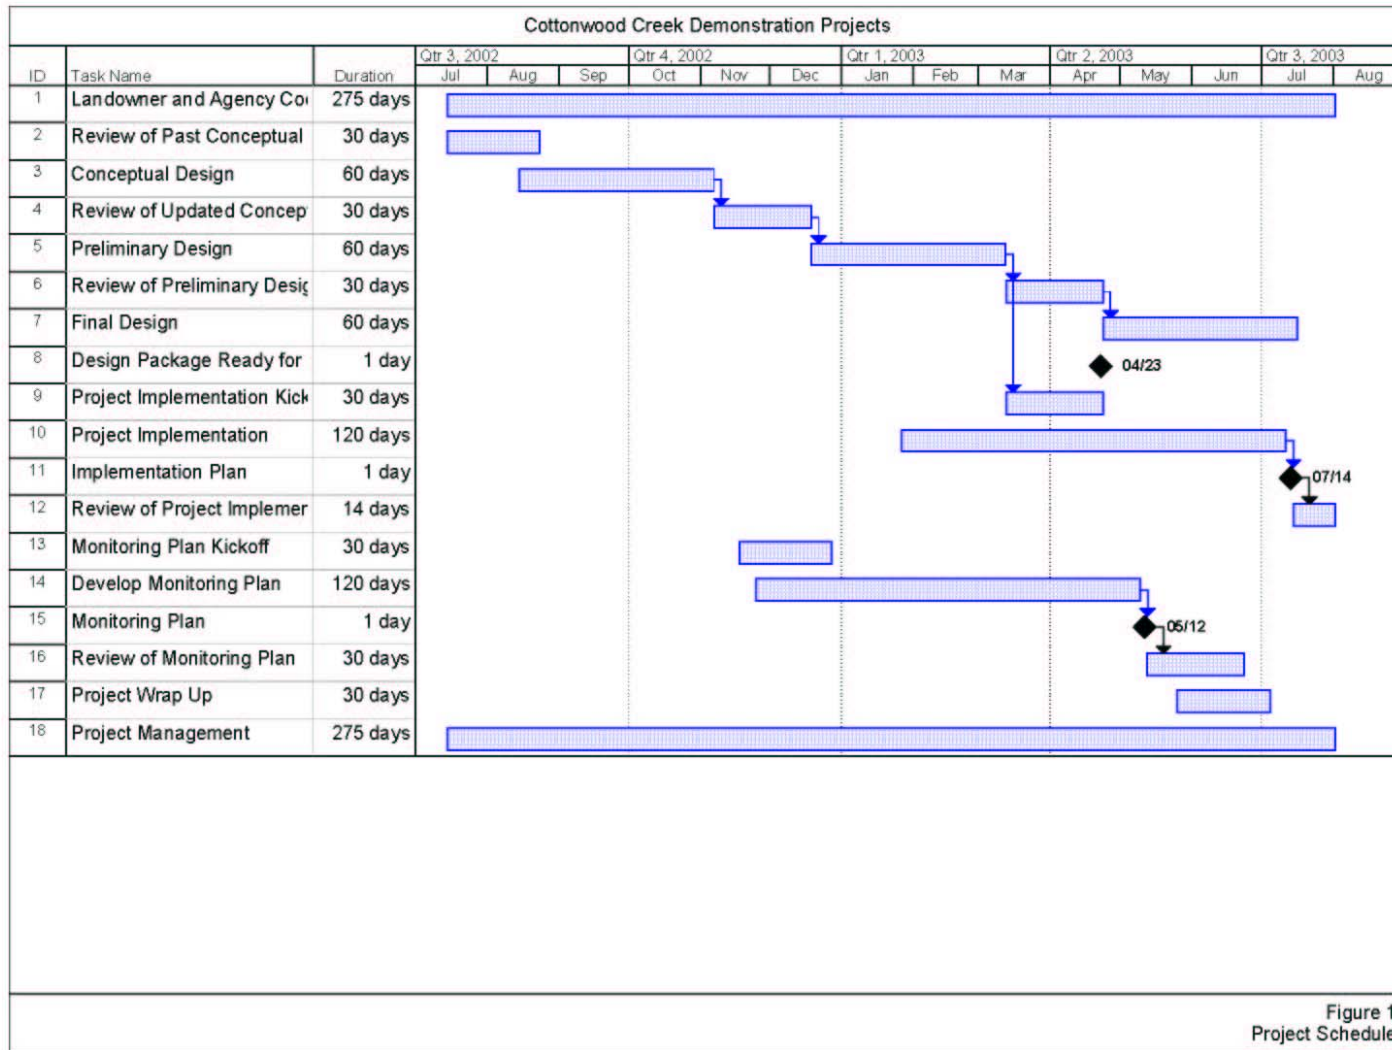 Cottonwood Creek Demonstration Projects
Qtr 3, 2002 Qtr 4, 2002 Qtr 1, 2003 Qtr 2, 2003 Qtr 3, 2003
ID Task Name Duration Jul Aug Sep Oct Nov Dec Jan Feb Mar Apr May Jun Jul Aug
1 Landowner and Agency Coo 275 days
2 Review of Past Conceptual 30 days
3 Conceptual Design 60 days
4 Review of Updated Concep 30 days
5 Preliminary Design 60 days
6 Review of Preliminary Desig 30 days
7 Final Design 60 days
8 Design Package Ready for 1 day 04/23
9 Project Implementation Kick 30 days
10 Project Implementation 120 days
11 Implementation Plan 1 day 07/14
12 Review of Project Implemen 14 days
13 Monitoring Plan Kickoff 30 days
14 Develop Monitoring Plan 120 days
15 Monitoring Plan 1 day 05/12
16 Review of Monitoring Plan 30 days
17 Project Wrap Up 30 days
18 Project Management 275 days
Figure 1
Project Schedule